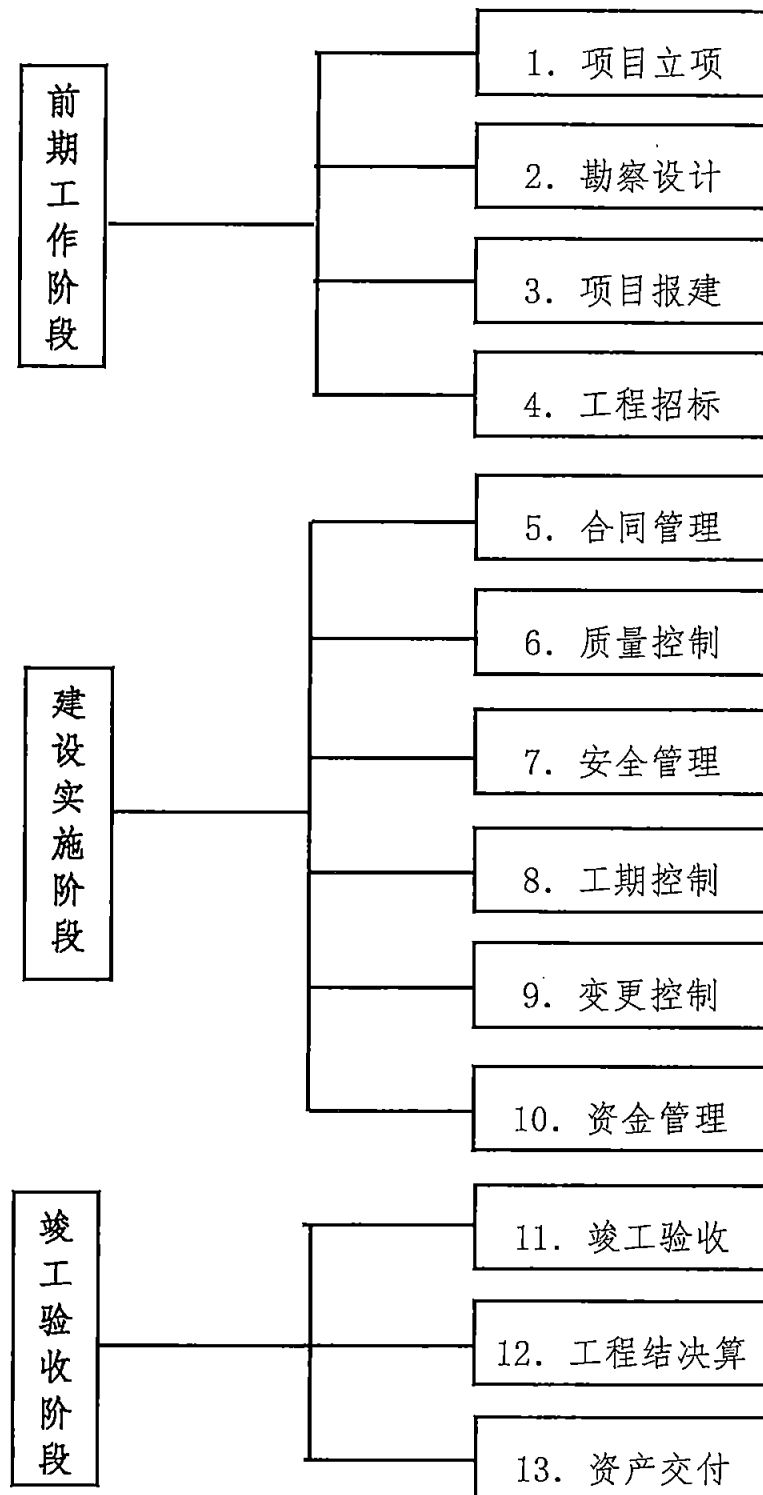 前期工作阶段
1. 项目立项
2. 勘察设计
3. 项目报建
4. 工程招标
建设实施阶段
5. 合同管理
6. 质量控制
7. 安全管理
8. 工期控制
9. 变更控制
10. 资金管理
竣工验收阶段
11. 竣工验收
12. 工程结决算
13. 资产交付